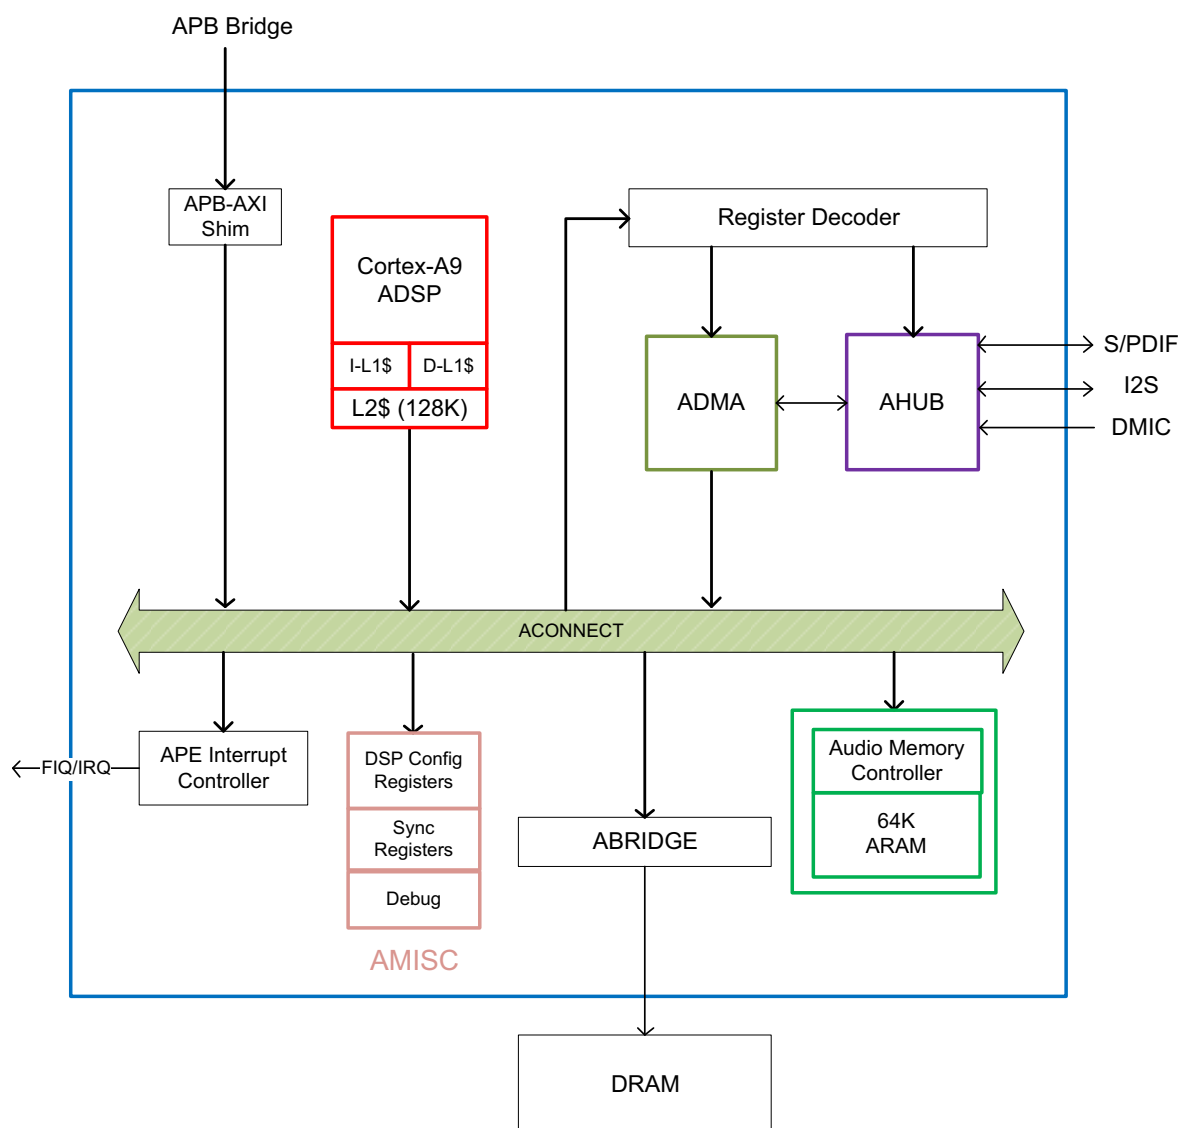 APB Bridge
APB-AXI
Shim
Cortex-A9
ADSP
I-L1$
D-L1$
L2$ (128K)
Register Decoder
ADMA
AHUB
S/PDIF
I2S
DMIC
ACONNECT
FIQ/IRQ
APE Interrupt
Controller
DSP Config
Registers
Sync
Registers
Debug
AMISC
ABRIDGE
Audio Memory
Controller
64K
ARAM
DRAM